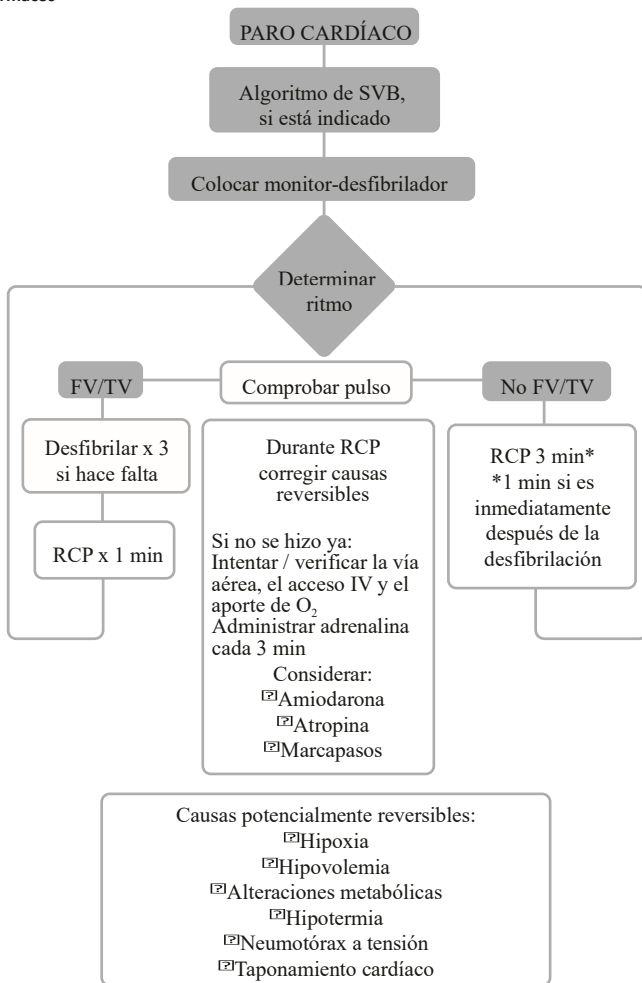 PARO CARDÍACO
Algoritmo de SVB,
si está indicado
Colocar monitor-desfibrilador
Determinar
ritmo
FV/TV
Comprobar pulso
No FV/TV
Desfibrilar x 3
si hace falta
RCP x 1 min
Durante RCP
corregir causas
reversibles
Si no se hizo ya:
Intentar / verificar la vía
aérea, el acceso IV y el
aporte de O₂
Administrar adrenalina
cada 3 min
Considerar:
Amiodarona
Atropina
Marcapasos
RCP 3 min*
*1 min si es
inmediatamente
después de la
desfibrilación
Causas potencialmente reversibles:
Hipoxia
Hipovolemia
Alteraciones metabólicas
Hipotermia
Neumotórax a tensión
Taponamiento cardíaco